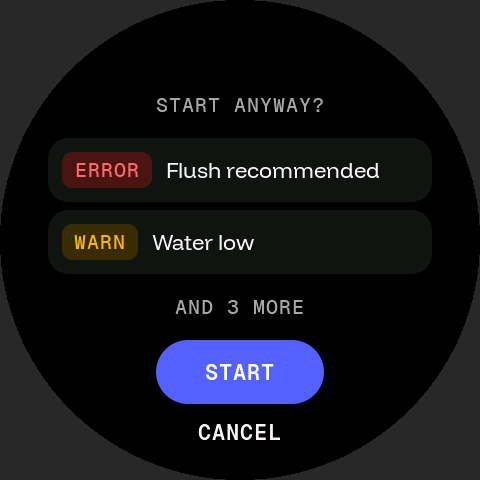 START ANYWAY?
ERROR Flush recommended
WARN Water low
AND 3 MORE
START
CANCEL